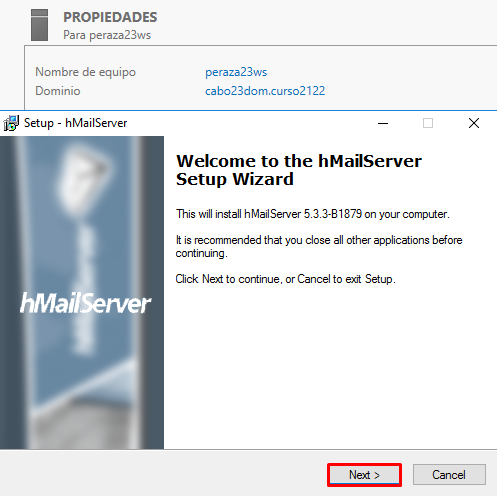 PROPIEDADES
Para peraza23ws
Nombre de equipo peraza23ws
Dominio cabo23dom.curso2122
Setup - hMailServer
Welcome to the hMailServer
Setup Wizard
This will install hMailServer 5.3.3-B1879 on your computer.
It is recommended that you close all other applications before
continuing.
Click Next to continue, or Cancel to exit Setup.
hMailServer
Next >
Cancel